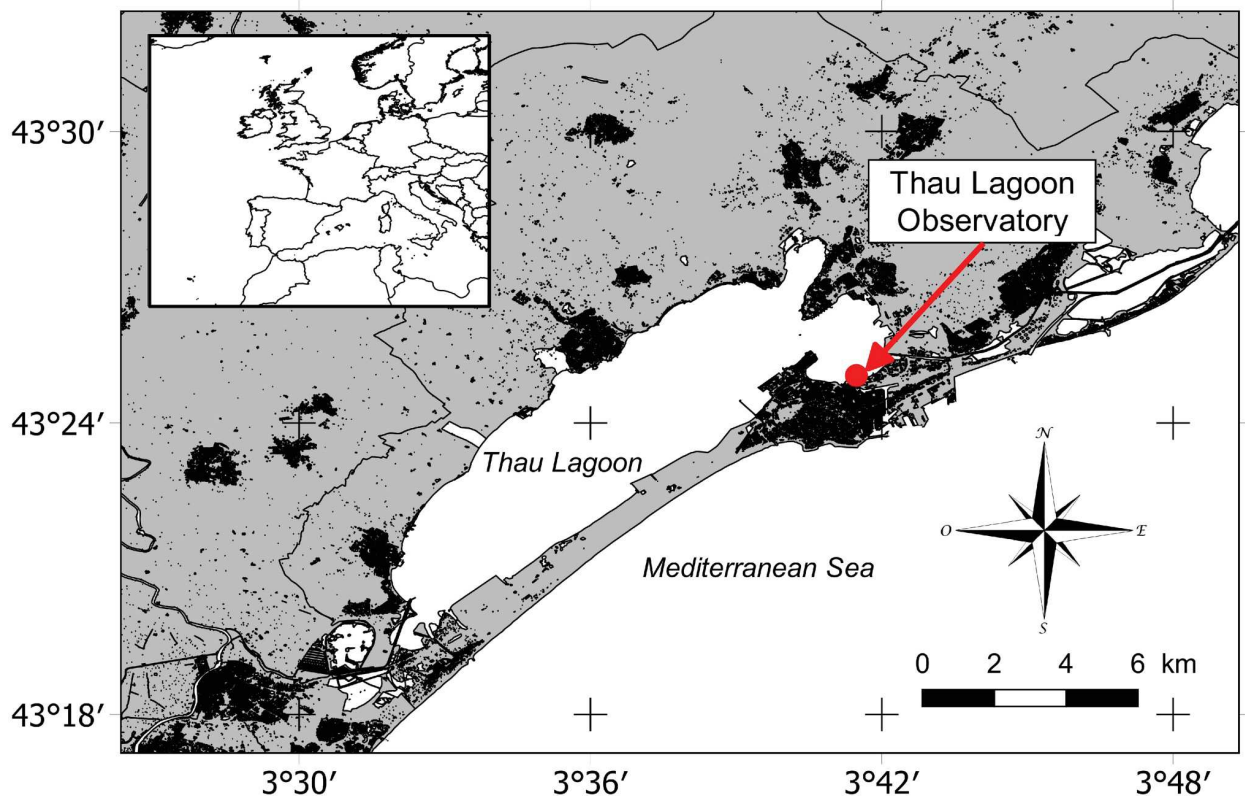 43°30′
Thau Lagoon
Observatory
43°24′
Thau Lagoon
N
O
E
Mediterranean Sea
S
0 2 4 6 km
43°18′
3°30′ 3°36′ 3°42′ 3°48′